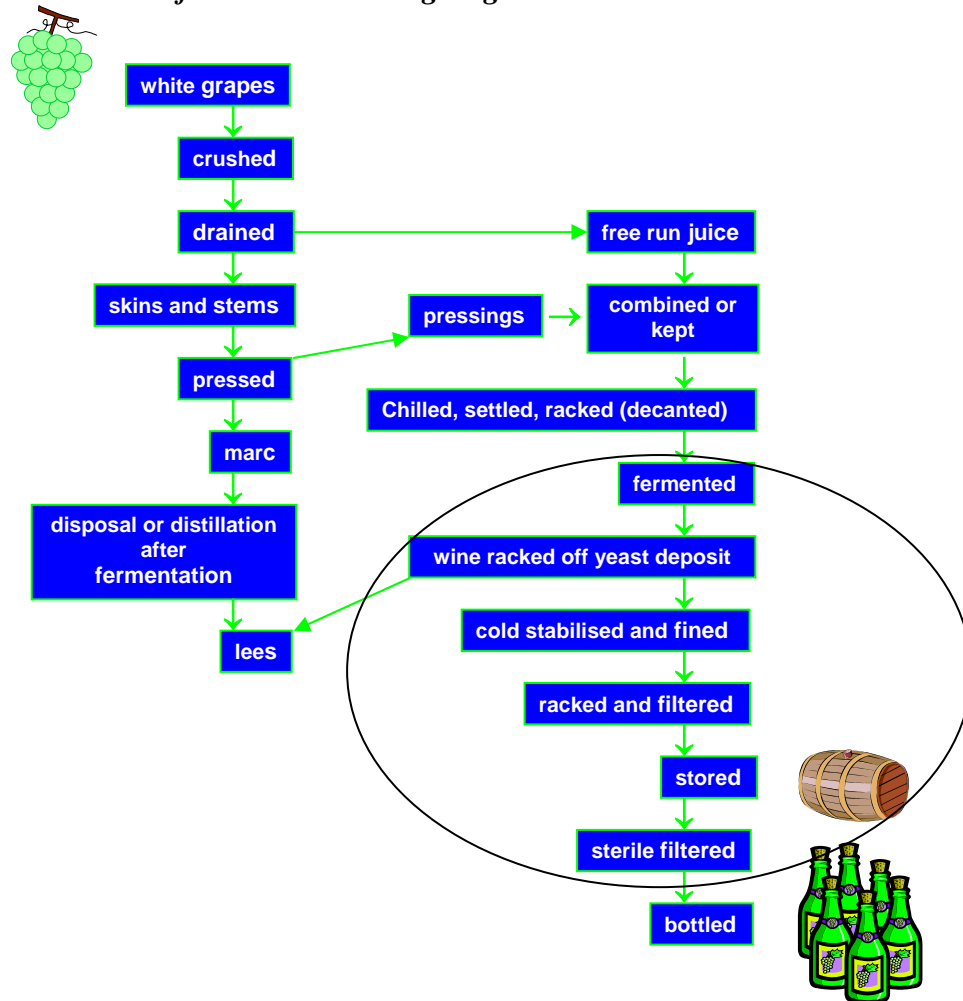 white grapes
crushed
drained
free run juice
skins and stems
pressings
combined or
kept
pressed
Chilled, settled, racked (decanted)
marc
fermented
disposal or distillation
after
fermentation
wine racked off yeast deposit
cold stabilised and fined
lees
racked and filtered
stored
sterile filtered
bottled